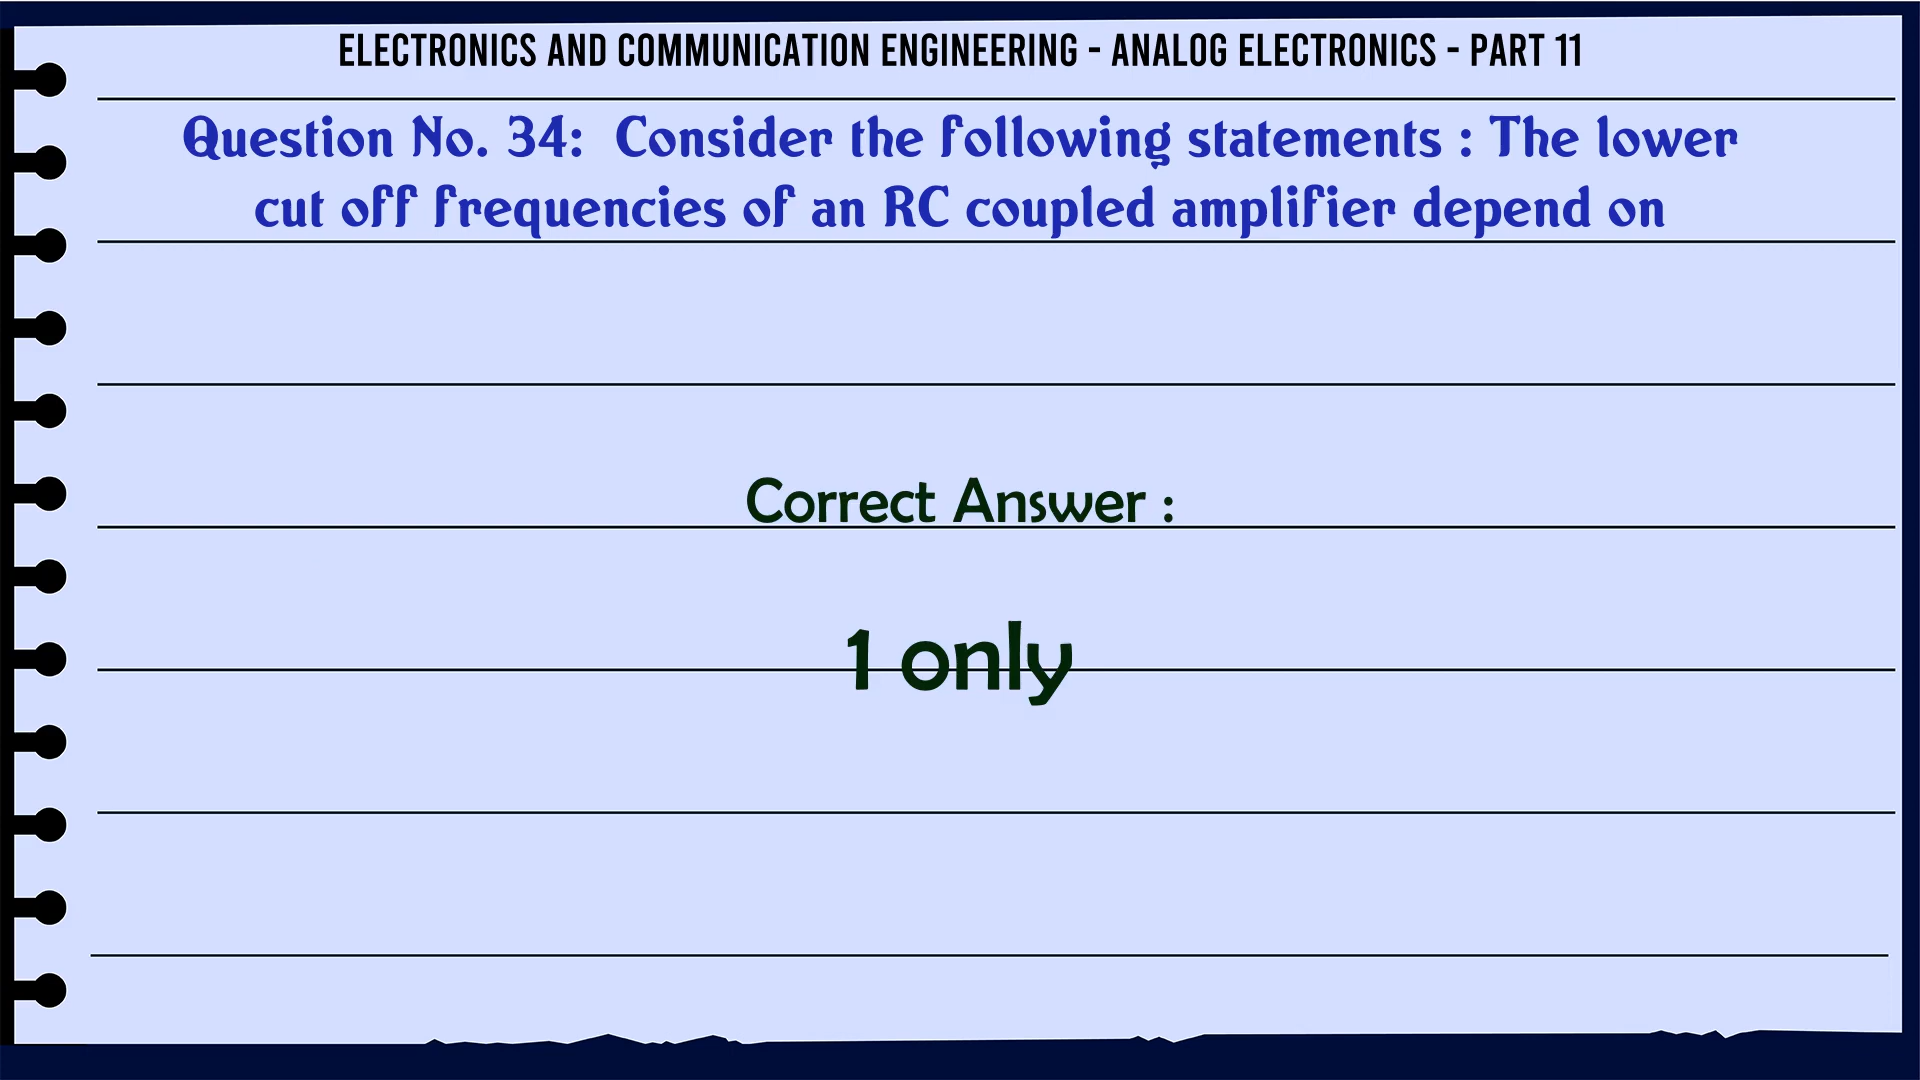 ELECTRONICS AND COMMUNICATION ENGINEERING - ANALOG ELECTRONICS - PART 11
Question No. 34:  Consider the following statements : The lower
cut off frequencies of an RC coupled amplifier depend on
Correct Answer :
1 only